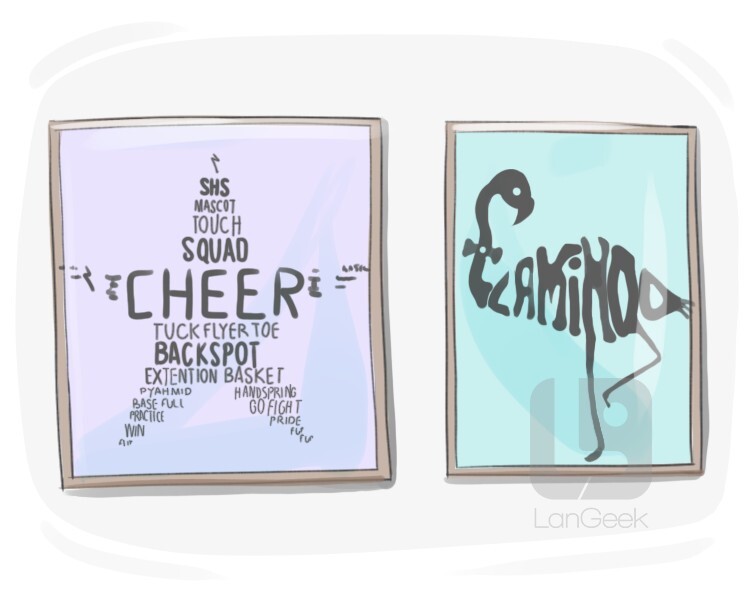 SHS
MASCOT
TOUCH
SQUAD
CHEER
TUCK FLYER TOE
BACKSPOT
EXTENTION BASKET
PYAHMID HANDSPRING
BASE FULL GO FIGHT
PRACTICE PRIDE
WIN
FLAMINGO
LanGeek